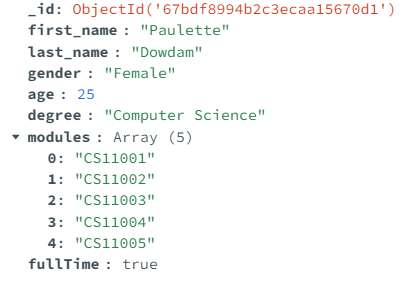 _id: ObjectId('67bdf8994b2c3ecaa15670d1')
first_name : "Paulette"
last_name : "Dowdam"
gender : "Female"
age : 25
degree : "Computer Science"
modules : Array (5)
0: "CS11001"
1: "CS11002"
2: "CS11003"
3: "CS11004"
4: "CS11005"
fullTime : true